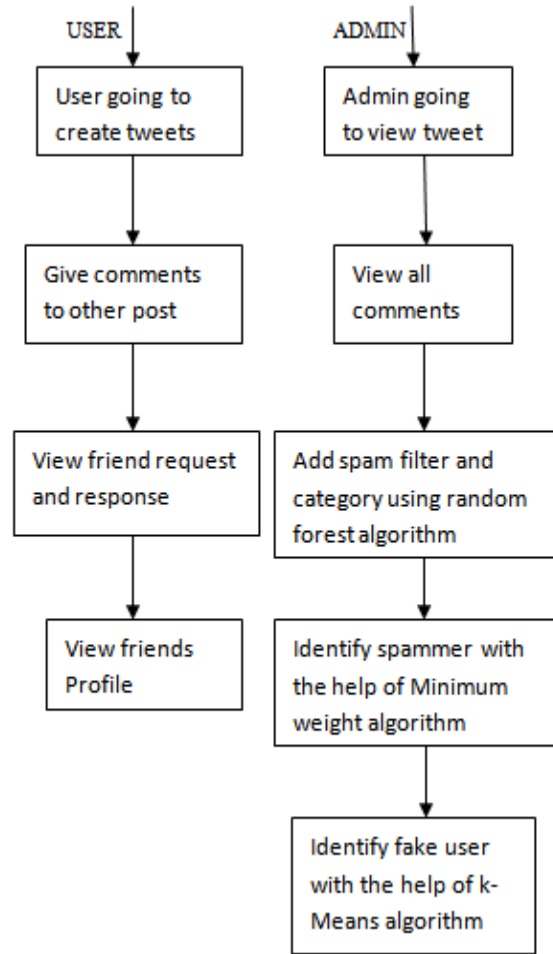 USER
User going to
create tweets
Give comments
to other post
View friend request
and response
View friends
Profile
ADMIN
Admin going
to view tweet
View all
comments
Add spam filter and
category using random
forest algorithm
Identify spammer with
the help of Minimum
weight algorithm
Identify fake user
with the help of k-
Means algorithm